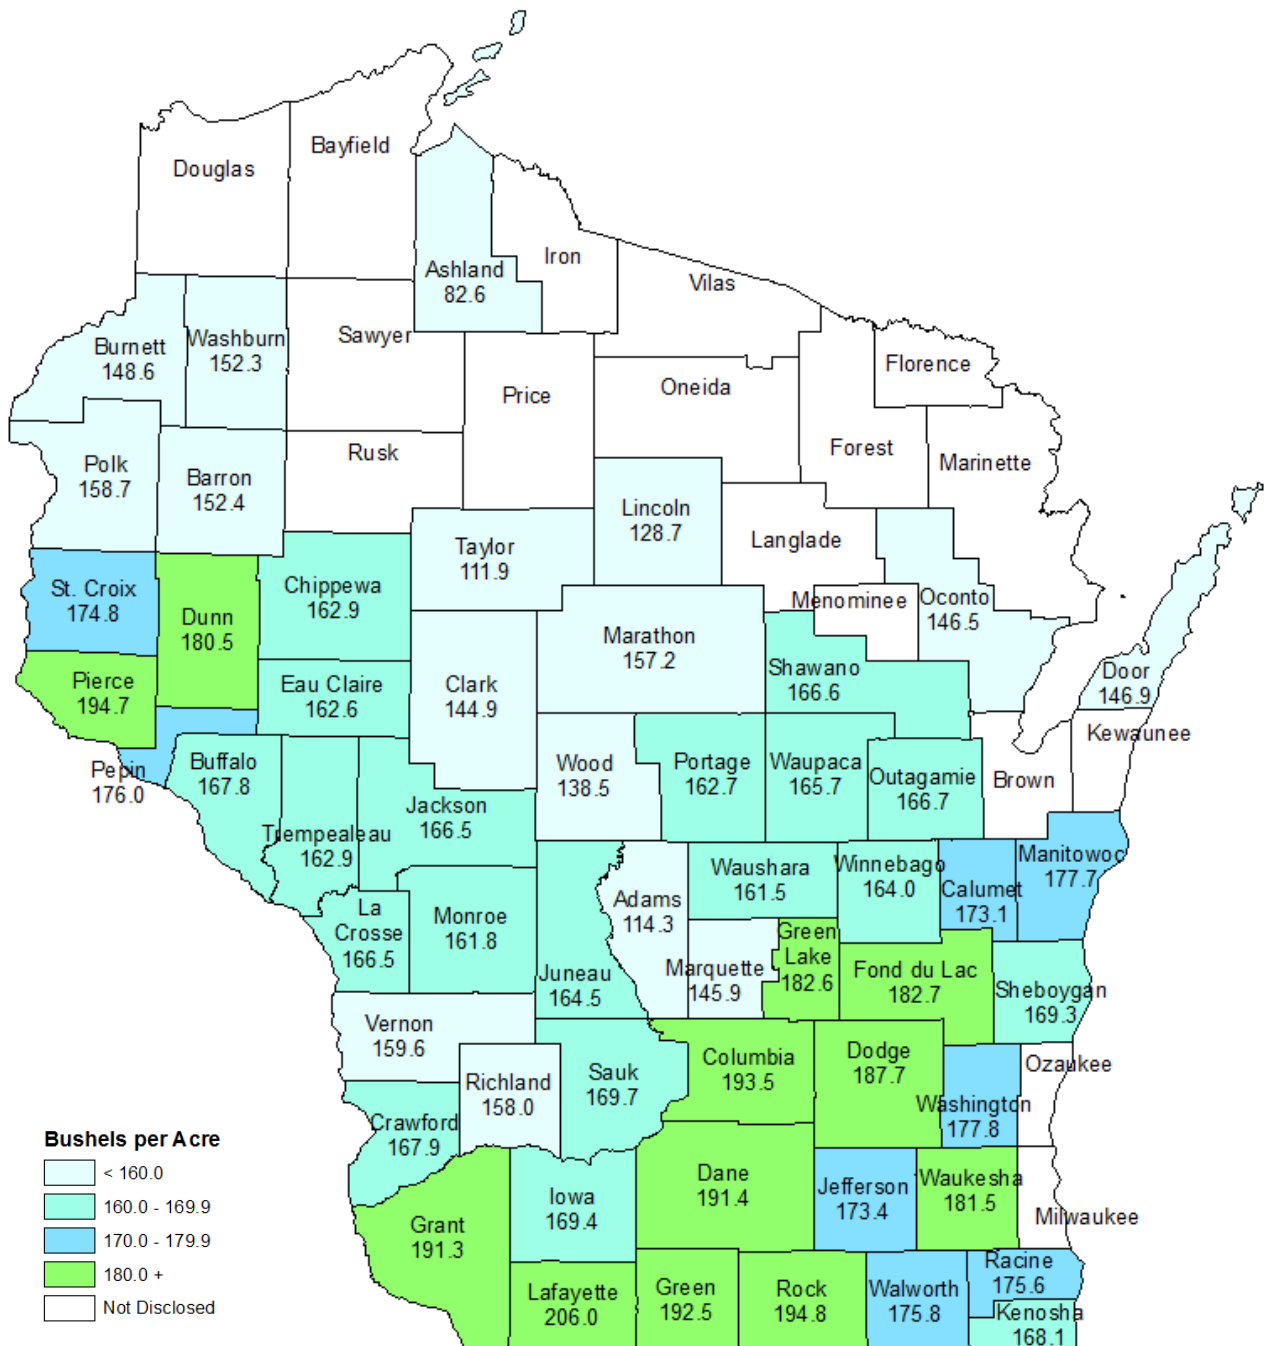 Bayfield
Douglas
Iron
Ashland
82.6
Vilas
Washburn
152.3
Sawyer
Burnett
148.6
Florence
Oneida
Price
Forest
Rusk
Marinette
Polk
158.7
Barron
152.4
Lincoln
128.7
Langlade
Taylor
111.9
St. Croix
174.8
Chippewa
162.9
Menominee
Oconto
146.5
Dunn
180.5
Marathon
157.2
Shawano
166.6
Door
146.9
Pierce
194.7
Eau Claire
162.6
Clark
144.9
Kewaunee
Pepin
176.0
Buffalo
167.8
Wood
138.5
Portage
162.7
Waupaca
165.7
Outagamie
166.7
Brown
Jackson
166.5
Trempealeau
162.9
Manitowoc
177.7
Waushara
161.5
Winnebago
164.0
Calumet
173.1
Adams
114.3
La
Crosse
166.5
Monroe
161.8
Green
Lake
182.6
Juneau
164.5
Marquette
145.9
Fond du Lac
182.7
Sheboygan
169.3
Vernon
159.6
Columbia
193.5
Dodge
187.7
Ozaukee
Richland
158.0
Sauk
169.7
Washington
177.8
Crawford
167.9
Dane
191.4
Jefferson
173.4
Waukesha
181.5
Iowa
169.4
Milwaukee
Grant
191.3
Lafayette
206.0
Green
192.5
Rock
194.8
Walworth
175.8
Racine
175.6
Kenosha
168.1
Bushels per Acre
< 160.0
160.0 - 169.9
170.0 - 179.9
180.0 +
Not Disclosed